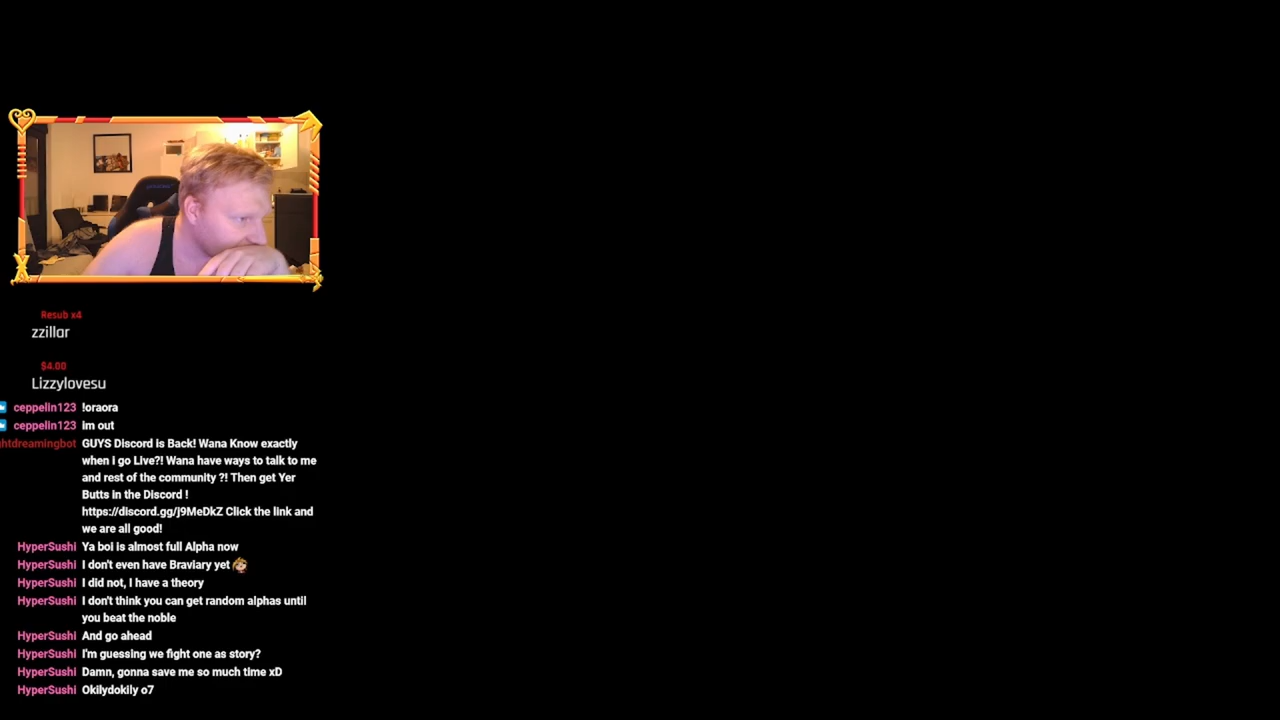 Resub x4
zzillar
$4.00
Lizzylovesu
ceppelin123 !oraora
ceppelin123 im out
htdreamingbot GUYS Discord is Back! Wana Know exactly
when i go Live?! Wana have ways to talk to me
and rest of the community ?! Then get Yer
Butts in the Discord !
https://discord.gg/j9MeDkZ Click the link and
we are all good!
HyperSushi Ya boi is almost full Alpha now
HyperSushi I don't even have Braviary yet
HyperSushi I did not, I have a theory
HyperSushi I don't think you can get random alphas until
you beat the noble
HyperSushi And go ahead
HyperSushi I'm guessing we fight one as story?
HyperSushi Damn, gonna save me so much time xD
HyperSushi Okilydokily o7